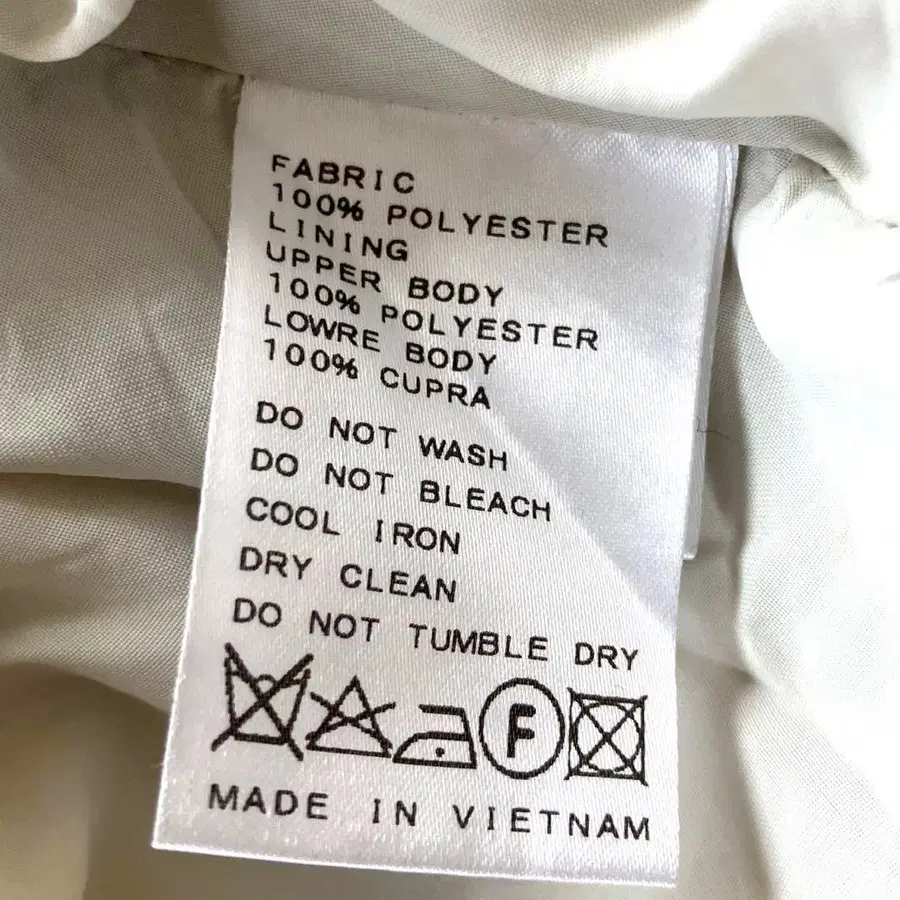 FABRIC
100% POLYESTER
LINING
UPPER BODY
100% POLYESTER
LOWRE BODY
100% CUPRA
DO NOT WASH
DO NOT BLEACH
COOL IRON
DRY CLEAN
DO NOT TUMBLE DRY
F
MADE IN VIETNAM